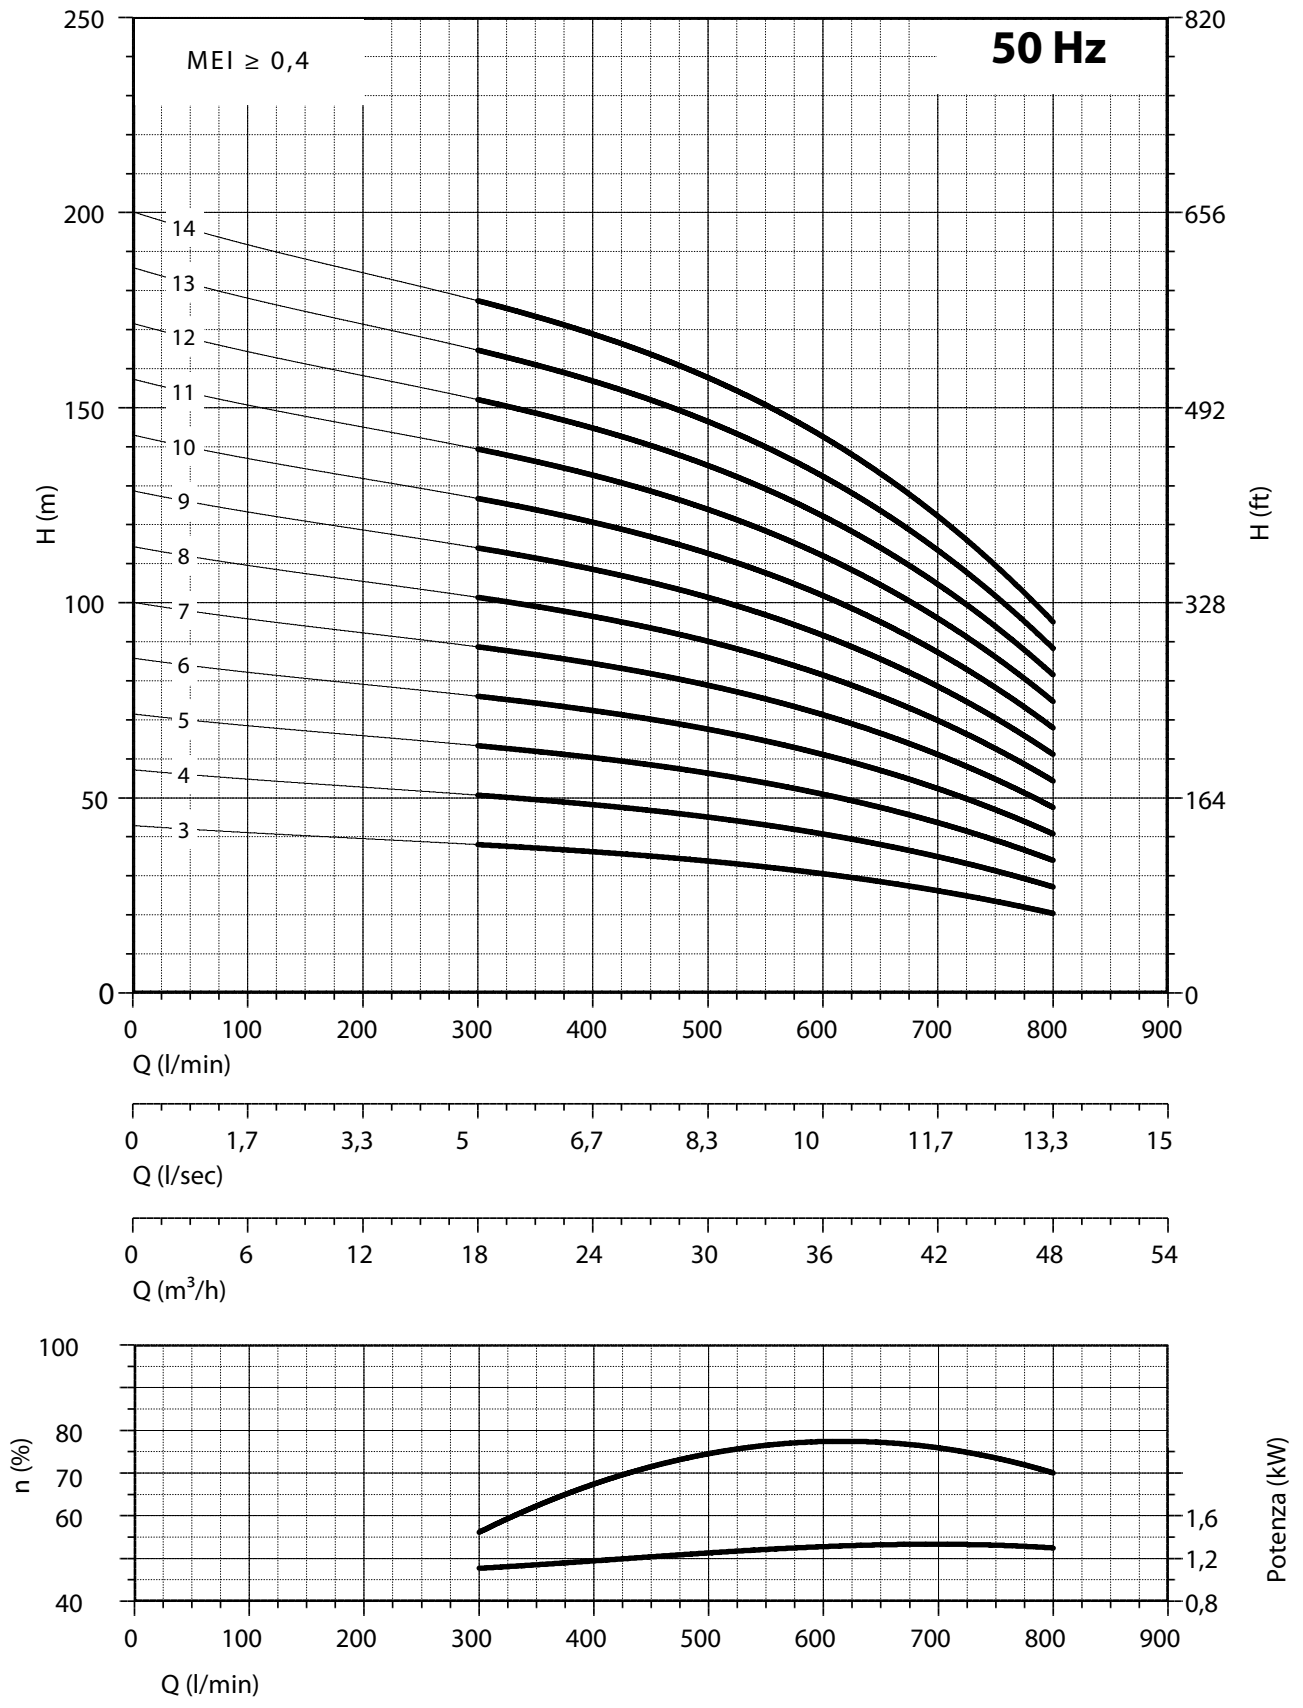 250
MEI ≥ 0,4
50 Hz
820
200
656
14
13
12
150
492
11
10
9
H (m)
H (ft)
8
100
328
7
6
5
4
50
164
3
0
0
0 100 200 300 400 500 600 700 800 900
Q (l/min)
0 1,7 3,3 5 6,7 8,3 10 11,7 13,3 15
Q (l/sec)
0 6 12 18 24 30 36 42 48 54
Q (m³/h)
100
80
70
60
40
n (%)
1,6
1,2
0,8
Potenza (kW)
0 100 200 300 400 500 600 700 800 900
Q (l/min)